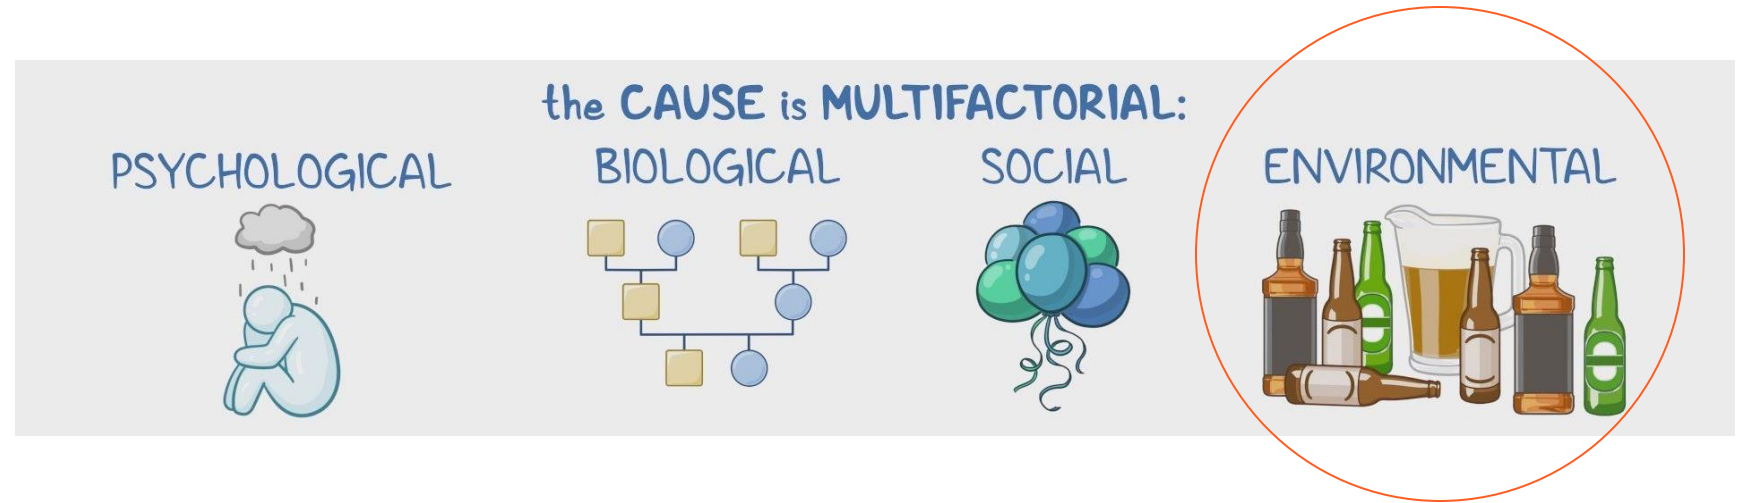 the CAUSE is MULTIFACTORIAL:
PSYCHOLOGICAL BIOLOGICAL SOCIAL ENVIRONMENTAL